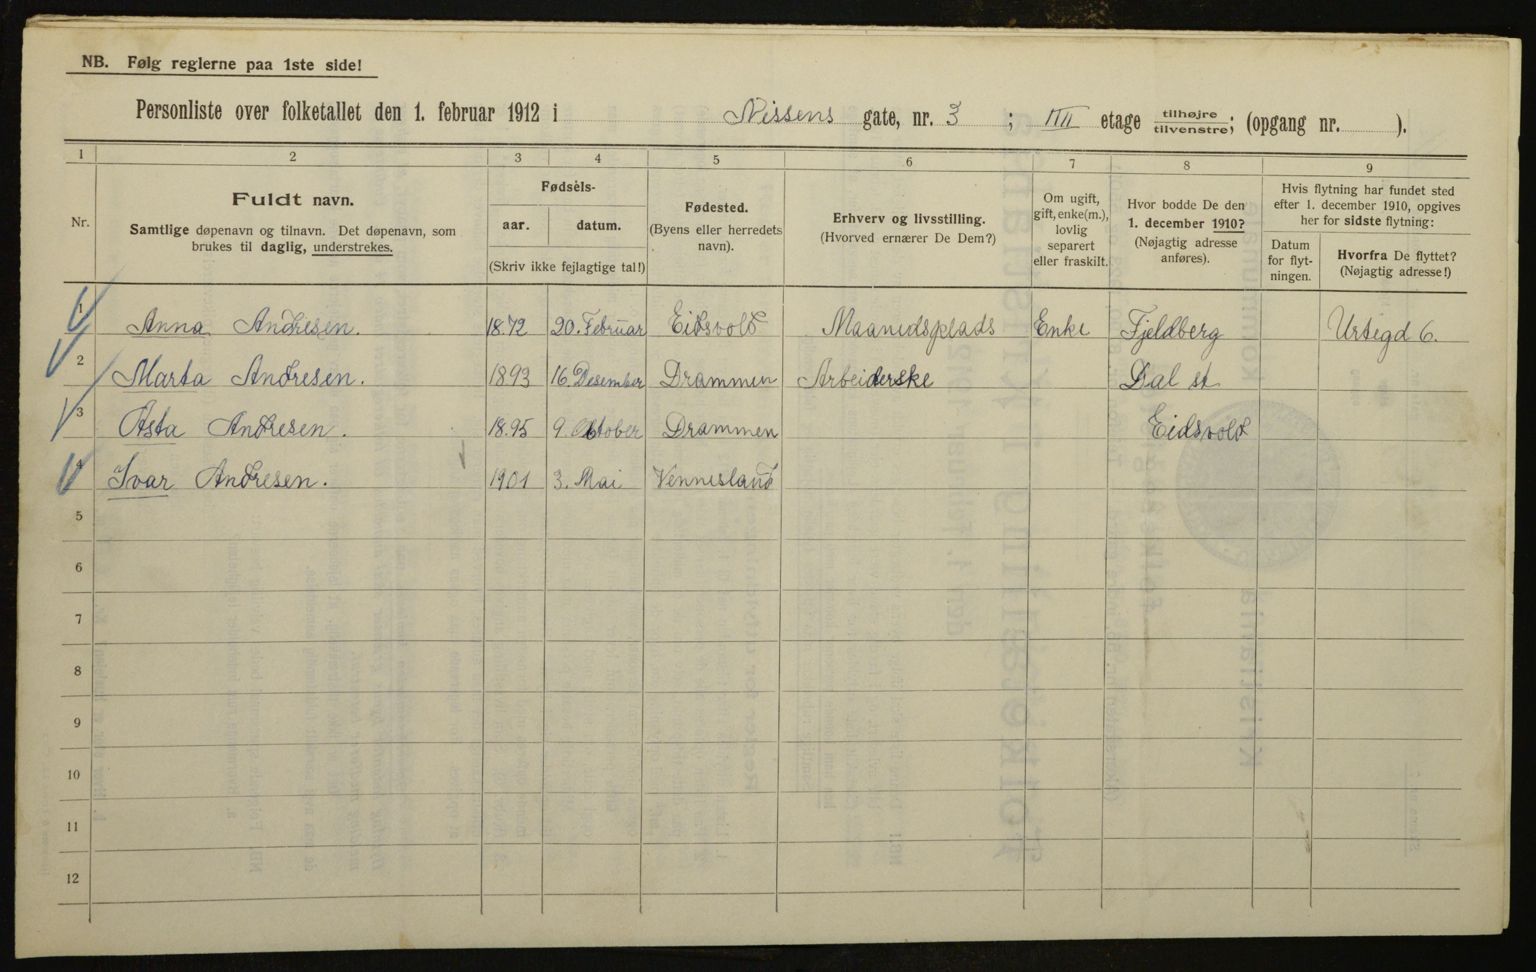 NB. Følg reglerne paa 1ste side!
Personliste over folketallet den 1. februar 1912 i Nissens gate, nr. 3 ; IIII etage tilhøjre tilvenstre; (opgang nr. ).
1 2 3 4 5 6 7 8 9
Nr.
Fuldt navn.
Samtlige døpenavn og tilnavn. Det døpenavn, som
brukes til daglig, understrekes.
Fødsels-
aar. datum.
(Skriv ikke fejlagtige tal!)
Fødested.
(Byens eller herredets
navn).
Erhverv og livsstilling.
(Hvorved ernærer De Dem?)
Om ugift,
gift, enke(m.),
lovlig
separert
eller fraskilt.
Hvor bodde De den
1. december 1910?
(Nøjagtig adresse
anføres).
Hvis flytning har fundet sted
efter 1. december 1910, opgives
her for sidste flytning:
Datum
for flyt-
ningen.
Hvorfra De flyttet?
(Nøjagtig adresse!)
1 Anna Andresen. 1872 20. Februar Eidsvold Maanedsplads Enke Fjeldberg Urtegd 6.
2 Marta Andresen. 1893 16 Desember Drammen Arbeiderske Dal st
3 Asta Andresen. 1895 9. Oktober Drammen Eidsvold
4 Ivar Andresen. 1901 3. Mai Vennesland
5
6
7
8
9
10
11
12